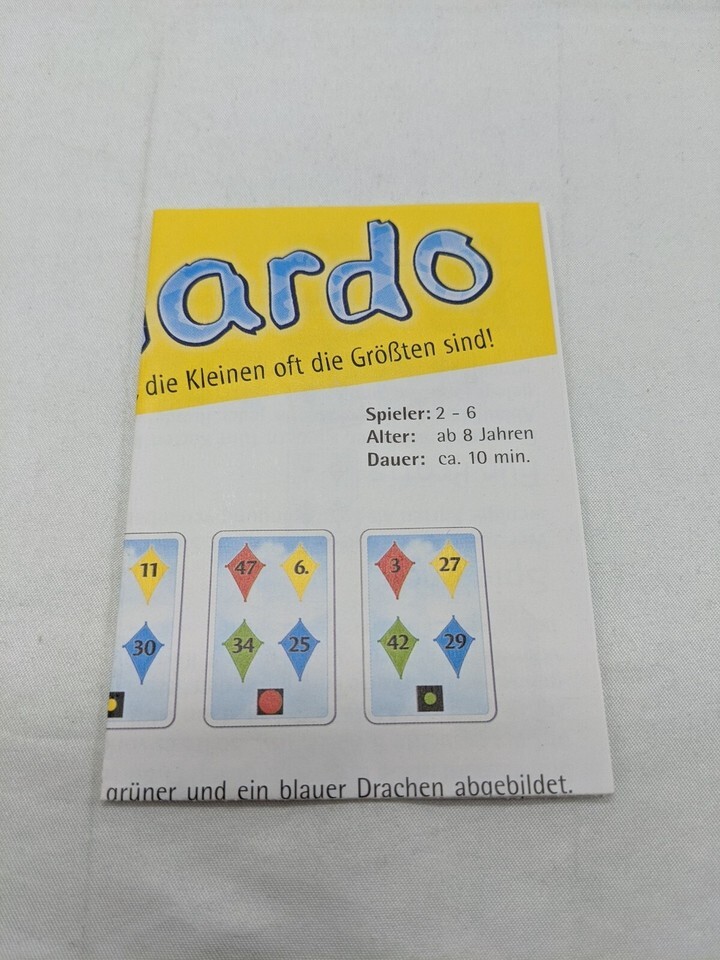 ardo
die Kleinen oft die Größten sind!
Spieler: 2 - 6
Alter: ab 8 Jahren
Dauer: ca. 10 min.
11
30
47 6.
34 25
3 27
42 29
grüner und ein blauer Drachen abgebildet.